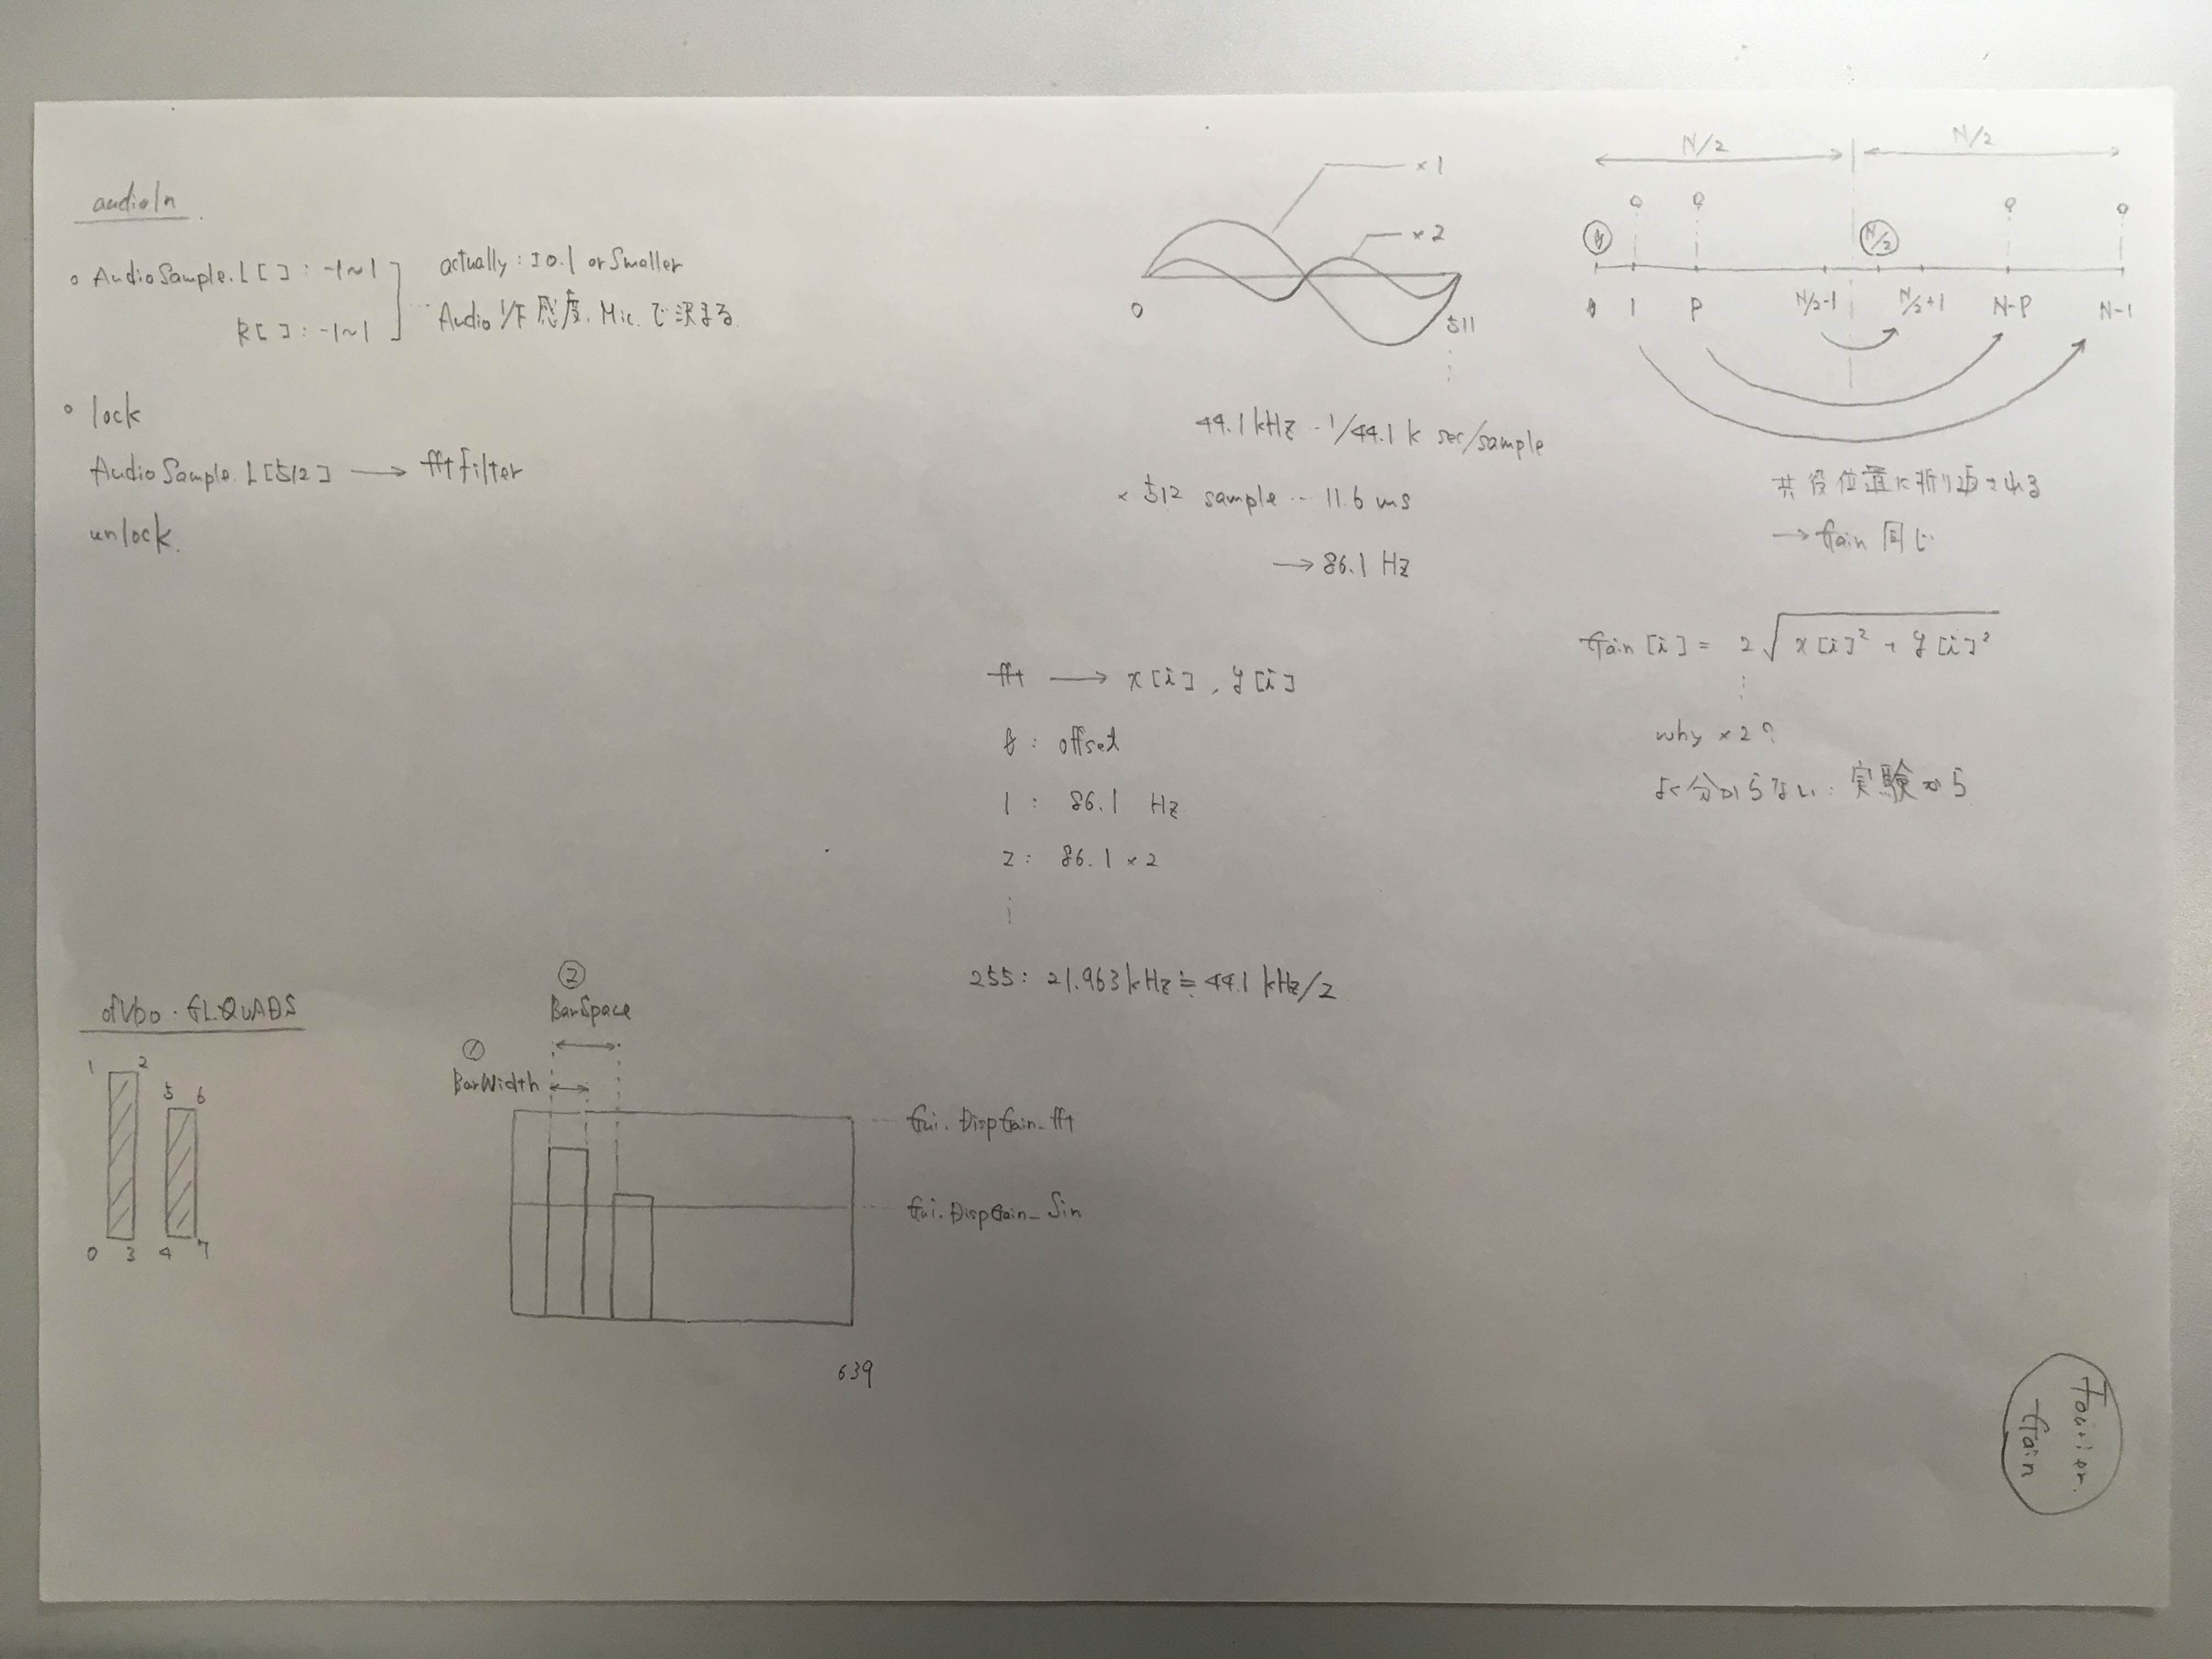 audioIn
○ AudioSample.L[ ] : -1~1
R[ ] : -1~1
actually : ±0.1 or Smaller
Audio I/F 感度. Mic. で決まる.
○ lock
AudioSample.L[512] → fftFilter
unlock.
×1
×2
0
511
44.1 kHz … 1/44.1 k sec/sample
× 512 sample … 11.6 ms
→ 86.1 Hz
fft → x[i] , y[i]
0 : offset
1 : 86.1 Hz
2 : 86.1 × 2
255 : 21.963 kHz ≒ 44.1 kHz/2
N/2
N/2
0
N/2
0
1
P
N/2-1
N/2+1
N-P
N-1
共役位置に折り返される
→ Gain 同じ
Gain [i] = 2√x[i]² + y[i]²
why ×2?
よく分からない : 実験から
ofVbo . GL_QUADS
1
2
5
6
0
3
4
7
②
BarSpace
①
BarWidth
Gui. DispGain_fft
Gui. DispGain_Sin
639
Fourier.
Gain